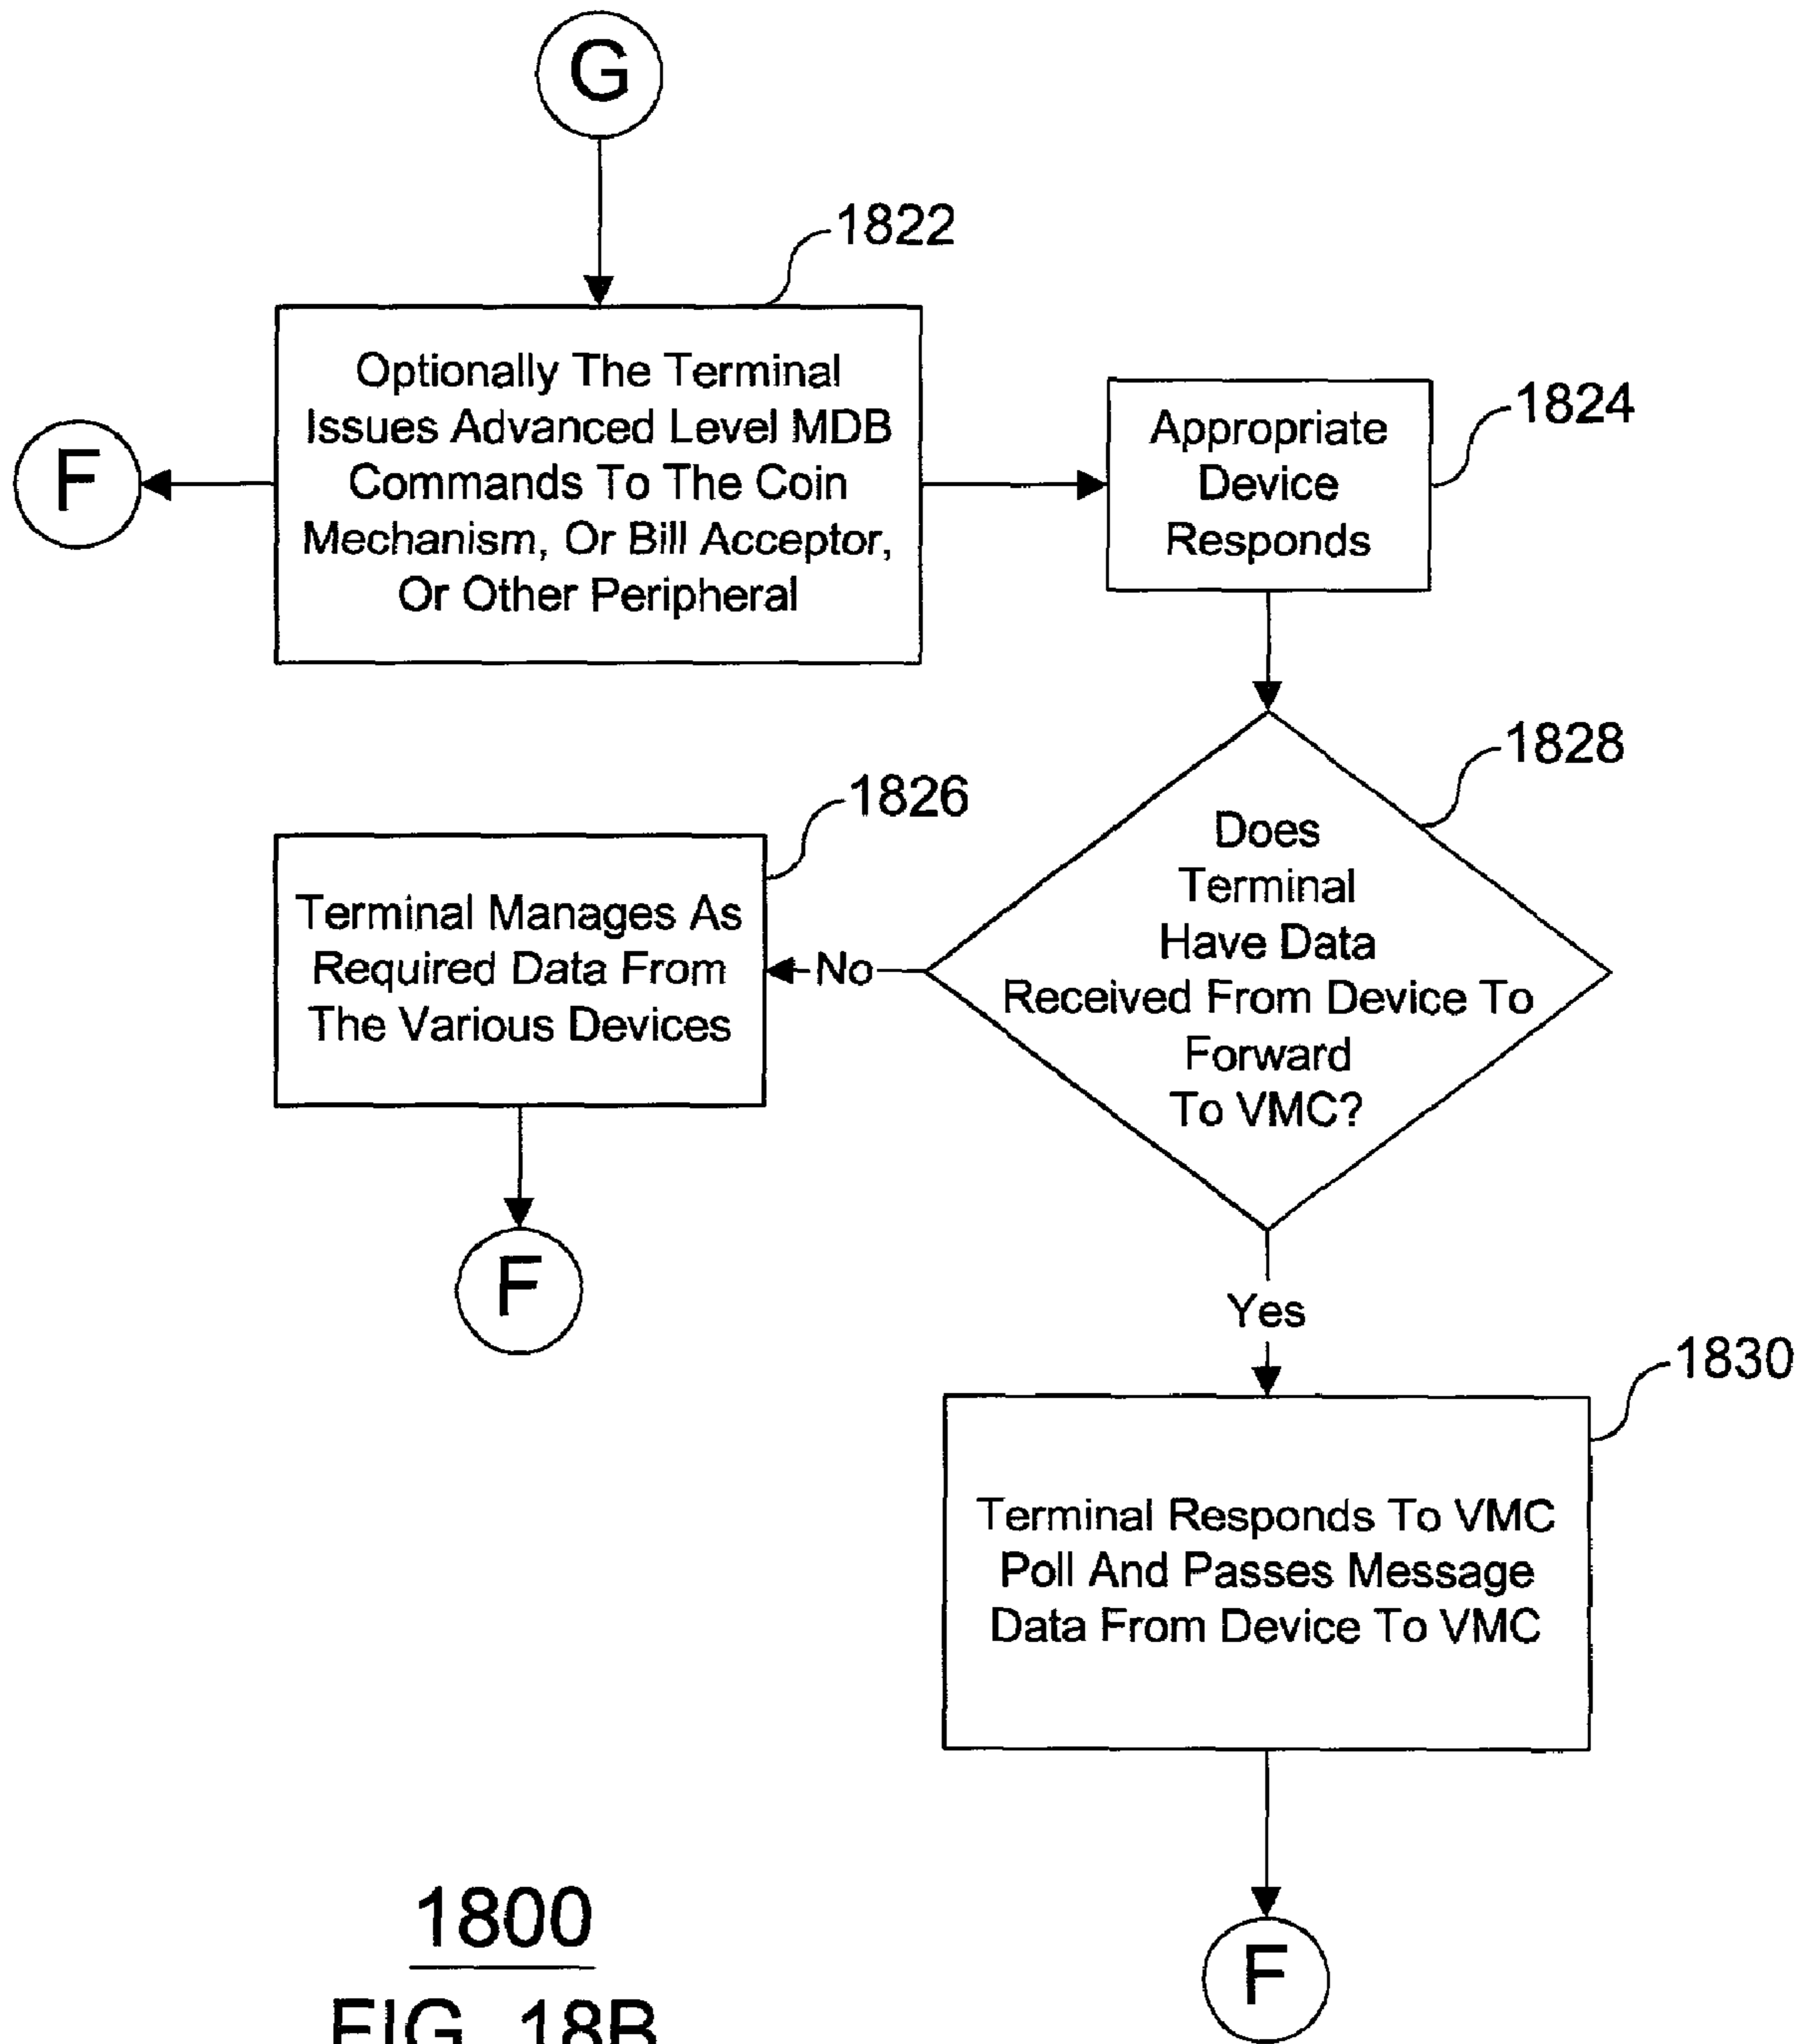 G
1822
Optionally The Terminal
Issues Advanced Level MDB
Commands To The Coin
Mechanism, Or Bill Acceptor,
Or Other Peripheral
F
1824
Appropriate
Device
Responds
1828
Does
Terminal
Have Data
Received From Device To
Forward
To VMC?
No
1826
Terminal Manages As
Required Data From
The Various Devices
F
Yes
1830
Terminal Responds To VMC
Poll And Passes Message
Data From Device To VMC
F
1800
FIG. 18B